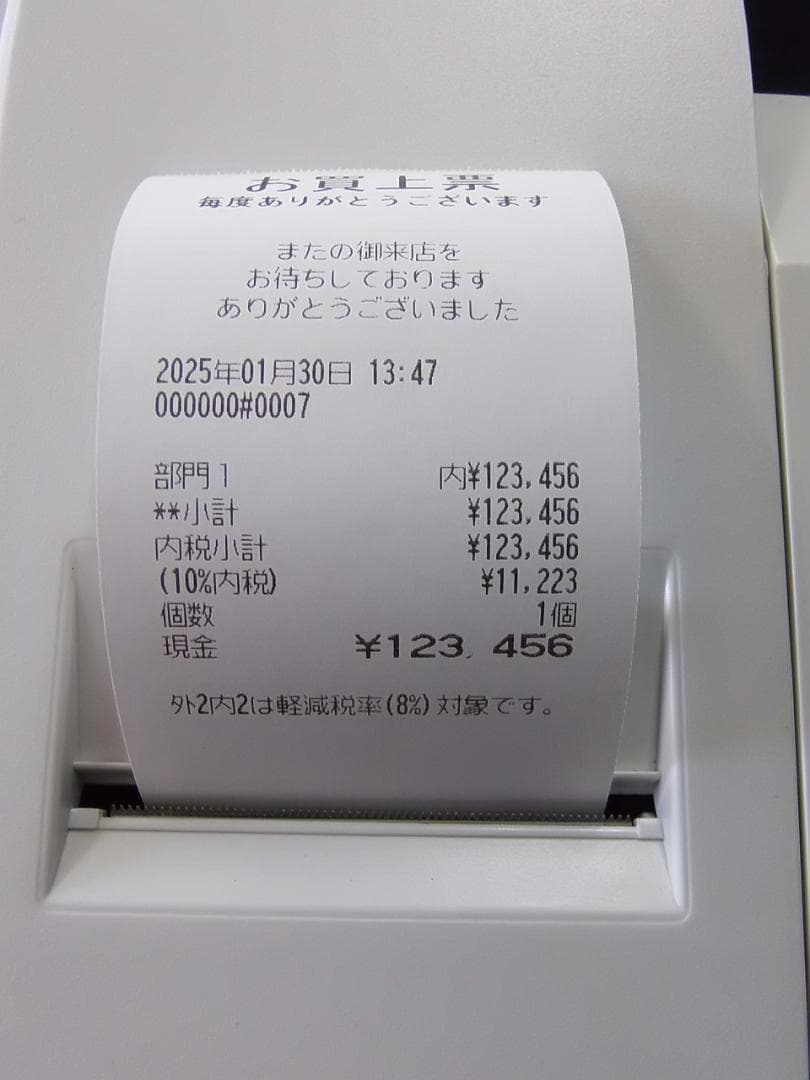 お買上票
毎度ありがとうございます
またの御来店を
お待ちしております
ありがとうございました
2025年01月30日 13:47
000000#0007
部門1 内¥123,456
**小計 ¥123,456
内税小計 ¥123,456
(10%内税) ¥11,223
個数 1個
現金 ¥123,456
外2内2は軽減税率(8%)対象です。